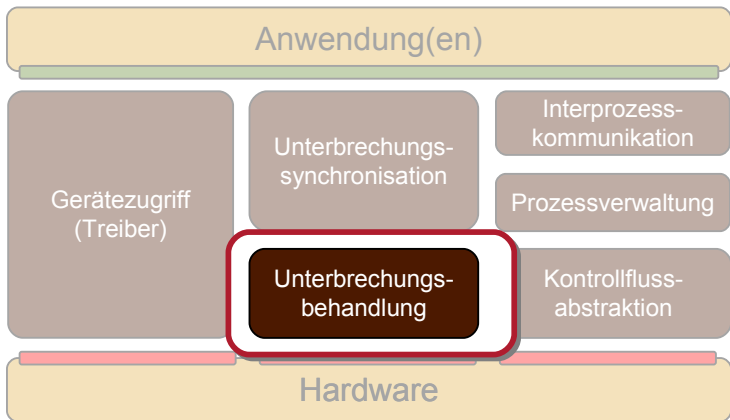 Anwendung(en)
Gerätezugriff
(Treiber)
Unterbrechungs-
synchronisation
Unterbrechungs-
behandlung
Interprozess-
kommunikation
Prozessverwaltung
Kontrollfluss-
abstraktion
Hardware